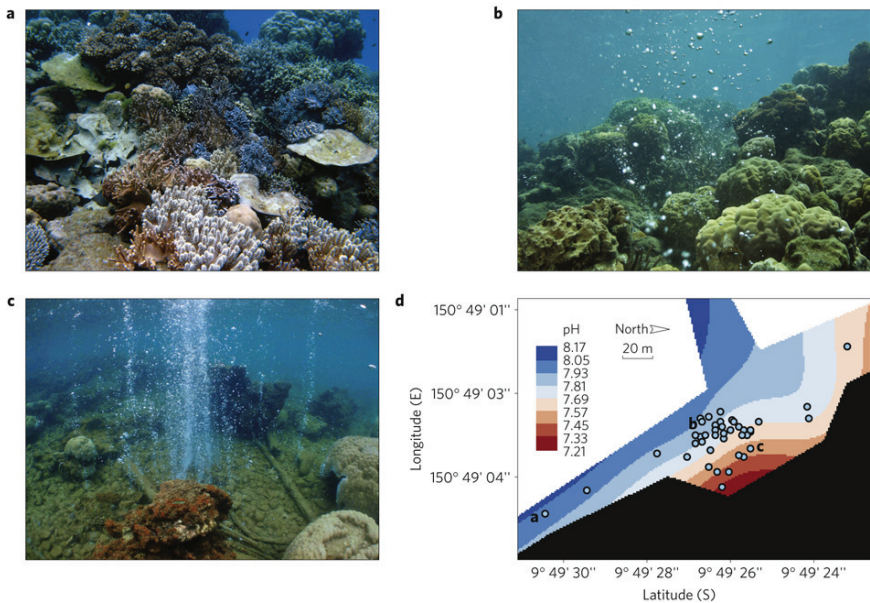 a
b
c
d
150° 49' 01''
150° 49' 03''
150° 49' 04''
Longitude (E)
pH
8.17
8.05
7.93
7.81
7.69
7.57
7.45
7.33
7.21
North
20 m
b
c
a
9° 49' 30''
9° 49' 28''
9° 49' 26''
9° 49' 24''
Latitude (S)